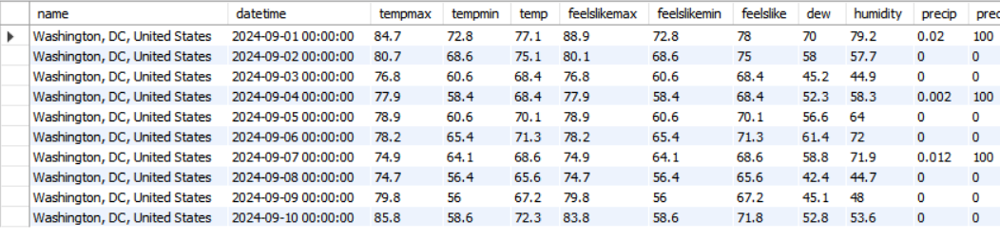 name datetime tempmax tempmin temp feelslikemax feelslikemin feelslike dew humidity precip prec
Washington, DC, United States 2024-09-01 00:00:00 84.7 72.8 77.1 88.9 72.8 78 70 79.2 0.02 100
Washington, DC, United States 2024-09-02 00:00:00 80.7 68.6 75.1 80.1 68.6 75 58 57.7 0 0
Washington, DC, United States 2024-09-03 00:00:00 76.8 60.6 68.4 76.8 60.6 68.4 45.2 44.9 0 0
Washington, DC, United States 2024-09-04 00:00:00 77.9 58.4 68.4 77.9 58.4 68.4 52.3 58.3 0.002 100
Washington, DC, United States 2024-09-05 00:00:00 78.9 60.6 70.1 78.9 60.6 70.1 56.6 64 0 0
Washington, DC, United States 2024-09-06 00:00:00 78.2 65.4 71.3 78.2 65.4 71.3 61.4 72 0 0
Washington, DC, United States 2024-09-07 00:00:00 74.9 64.1 68.6 74.9 64.1 68.6 58.8 71.9 0.012 100
Washington, DC, United States 2024-09-08 00:00:00 74.7 56.4 65.6 74.7 56.4 65.6 42.4 44.7 0 0
Washington, DC, United States 2024-09-09 00:00:00 79.8 56 67.2 79.8 56 67.2 45.1 48 0 0
Washington, DC, United States 2024-09-10 00:00:00 85.8 58.6 72.3 83.8 58.6 71.8 52.8 53.6 0 0